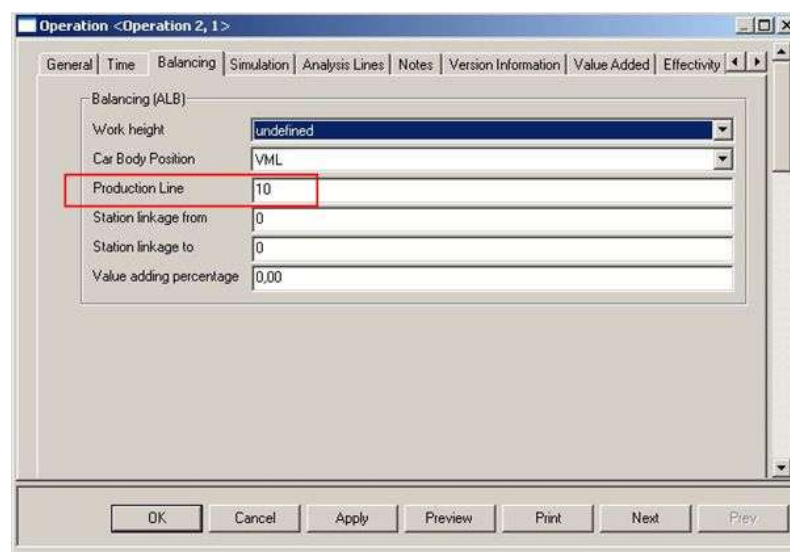 Operation <Operation 2, 1>
General Time Balancing Simulation Analysis Lines Notes Version Information Value Added Effectivity
Balancing (ALB)
Work height undefined
Car Body Position VML
Production Line 10
Station linkage from 0
Station linkage to 0
Value adding percentage 0,00
OK Cancel Apply Preview Print Next Prev